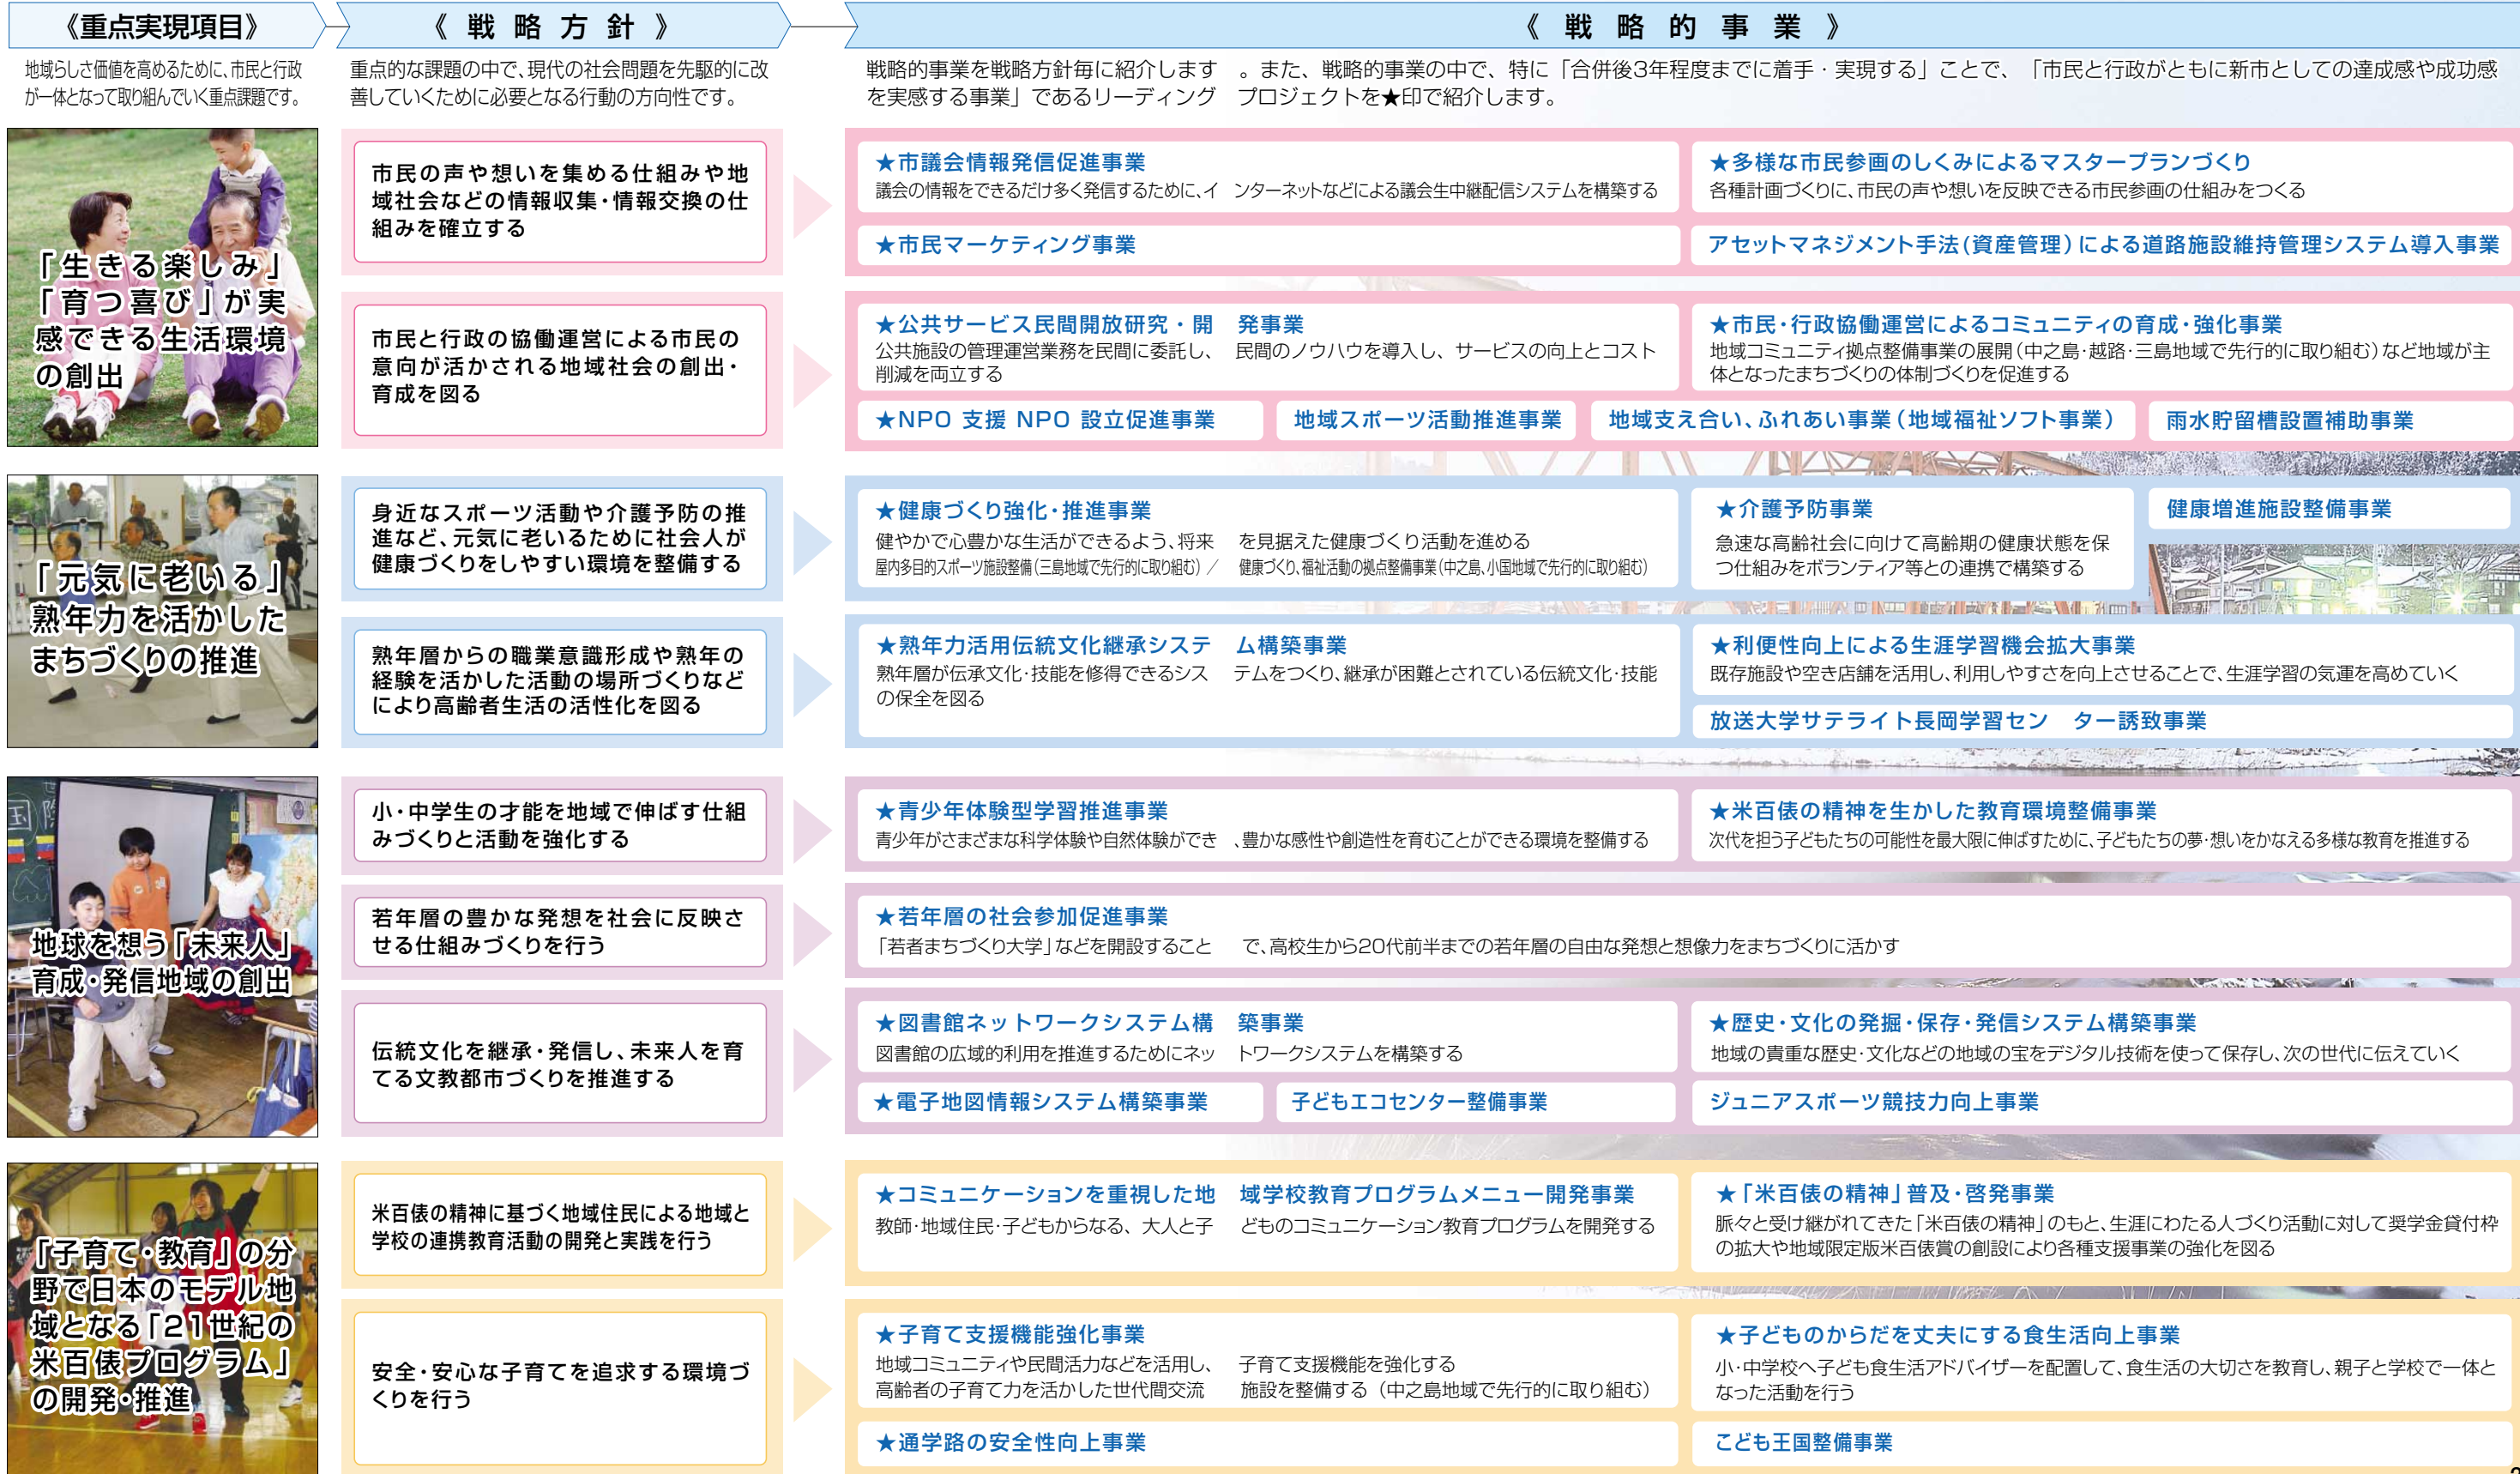 《重点実現項目》
《 戦 略 方 針 》
《 戦 略 的 事 業 》
地域らしさ価値を高めるために、市民と行政
が一体となって取り組んでいく重点課題です。
重点的な課題の中で、現代の社会問題を先駆的に改
善していくために必要となる行動の方向性です。
戦略的事業を戦略方針毎に紹介します 。また、戦略的事業の中で、特に「合併後3年程度までに着手・実現する」ことで、「市民と行政がともに新市としての達成感や成功感
を実感する事業」であるリーディング プロジェクトを★印で紹介します。
「生きる楽しみ」
「育つ喜び」が実
感できる生活環境
の創出
市民の声や想いを集める仕組みや地
域社会などの情報収集・情報交換の仕
組みを確立する
★市議会情報発信促進事業
議会の情報をできるだけ多く発信するために、イ ンターネットなどによる議会生中継配信システムを構築する
★多様な市民参画のしくみによるマスタープランづくり
各種計画づくりに、市民の声や想いを反映できる市民参画の仕組みをつくる
★市民マーケティング事業
アセットマネジメント手法(資産管理)による道路施設維持管理システム導入事業
市民と行政の協働運営による市民の
意向が活かされる地域社会の創出・
育成を図る
★公共サービス民間開放研究・開 発事業
公共施設の管理運営業務を民間に委託し、 民間のノウハウを導入し、サービスの向上とコスト
削減を両立する
★市民・行政協働運営によるコミュニティの育成・強化事業
地域コミュニティ拠点整備事業の展開(中之島・越路・三島地域で先行的に取り組む)など地域が主
体となったまちづくりの体制づくりを促進する
★NPO 支援 NPO 設立促進事業
地域スポーツ活動推進事業
地域支え合い、ふれあい事業(地域福祉ソフト事業)
雨水貯留槽設置補助事業
「元気に老いる」
熟年力を活かした
まちづくりの推進
身近なスポーツ活動や介護予防の推
進など、元気に老いるために社会人が
健康づくりをしやすい環境を整備する
★健康づくり強化・推進事業
健やかで心豊かな生活ができるよう、将来 を見据えた健康づくり活動を進める
屋内多目的スポーツ施設整備(三島地域で先行的に取り組む)／ 健康づくり、福祉活動の拠点整備事業(中之島、小国地域で先行的に取り組む)
★介護予防事業
急速な高齢社会に向けて高齢期の健康状態を保
つ仕組みをボランティア等との連携で構築する
健康増進施設整備事業
熟年層からの職業意識形成や熟年の
経験を活かした活動の場所づくりなど
により高齢者生活の活性化を図る
★熟年力活用伝統文化継承システ ム構築事業
熟年層が伝承文化・技能を修得できるシス テムをつくり、継承が困難とされている伝統文化・技能
の保全を図る
★利便性向上による生涯学習機会拡大事業
既存施設や空き店舗を活用し、利用しやすさを向上させることで、生涯学習の気運を高めていく
放送大学サテライト長岡学習セン ター誘致事業
地球を想う「未来人」
育成・発信地域の創出
小・中学生の才能を地域で伸ばす仕組
みづくりと活動を強化する
★青少年体験型学習推進事業
青少年がさまざまな科学体験や自然体験ができ 、豊かな感性や創造性を育むことができる環境を整備する
★米百俵の精神を生かした教育環境整備事業
次代を担う子どもたちの可能性を最大限に伸ばすために、子どもたちの夢・想いをかなえる多様な教育を推進する
若年層の豊かな発想を社会に反映さ
せる仕組みづくりを行う
★若年層の社会参加促進事業
「若者まちづくり大学」などを開設すること で、高校生から20代前半までの若年層の自由な発想と想像力をまちづくりに活かす
伝統文化を継承・発信し、未来人を育
てる文教都市づくりを推進する
★図書館ネットワークシステム構 築事業
図書館の広域的利用を推進するためにネッ トワークシステムを構築する
★歴史・文化の発掘・保存・発信システム構築事業
地域の貴重な歴史・文化などの地域の宝をデジタル技術を使って保存し、次の世代に伝えていく
★電子地図情報システム構築事業
子どもエコセンター整備事業
ジュニアスポーツ競技力向上事業
「子育て・教育」の分
野で日本のモデル地
域となる「21世紀の
米百俵プログラム」
の開発・推進
米百俵の精神に基づく地域住民による地域と
学校の連携教育活動の開発と実践を行う
★コミュニケーションを重視した地 域学校教育プログラムメニュー開発事業
教師・地域住民・子どもからなる、大人と子 どものコミュニケーション教育プログラムを開発する
★「米百俵の精神」普及・啓発事業
脈々と受け継がれてきた「米百俵の精神」のもと、生涯にわたる人づくり活動に対して奨学金貸付枠
の拡大や地域限定版米百俵賞の創設により各種支援事業の強化を図る
安全・安心な子育てを追求する環境づ
くりを行う
★子育て支援機能強化事業
地域コミュニティや民間活力などを活用し、 子育て支援機能を強化する
高齢者の子育て力を活かした世代間交流 施設を整備する(中之島地域で先行的に取り組む)
★子どものからだを丈夫にする食生活向上事業
小・中学校へ子ども食生活アドバイザーを配置して、食生活の大切さを教育し、親子と学校で一体と
なった活動を行う
★通学路の安全性向上事業
こども王国整備事業